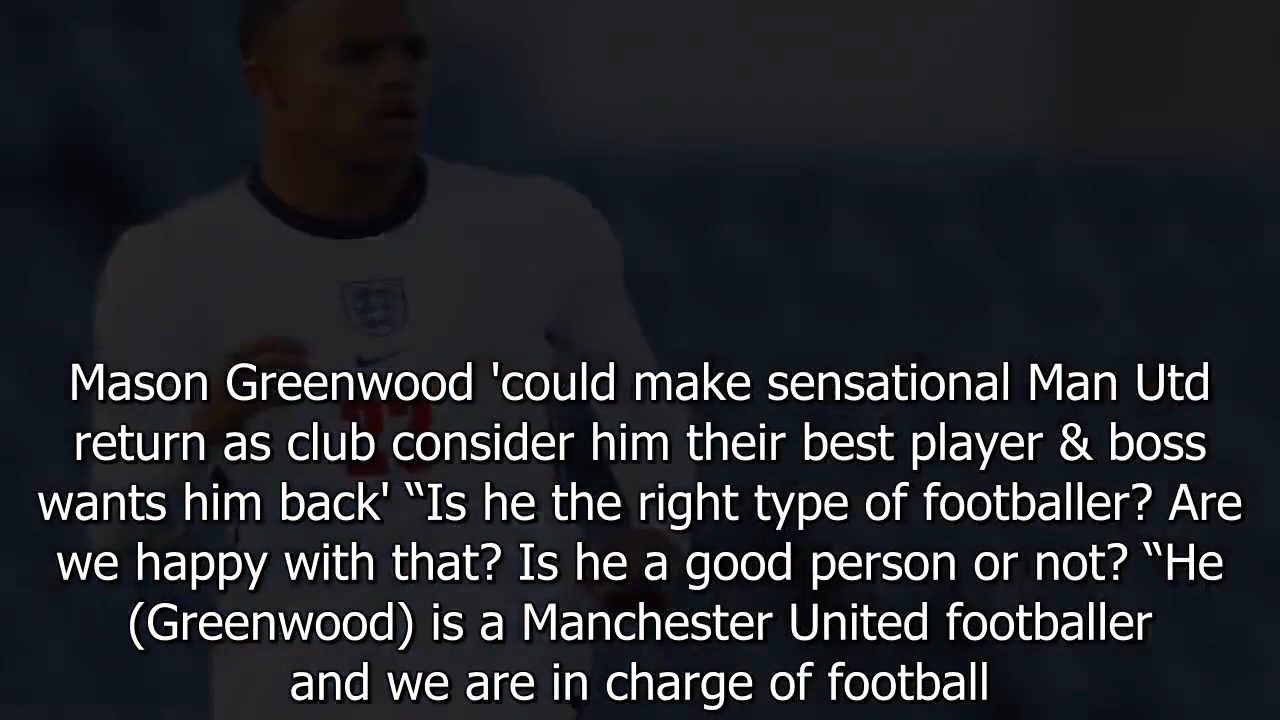 Mason Greenwood 'could make sensational Man Utd
return as club consider him their best player & boss
wants him back' “Is he the right type of footballer? Are
we happy with that? Is he a good person or not? “He
(Greenwood) is a Manchester United footballer
and we are in charge of football